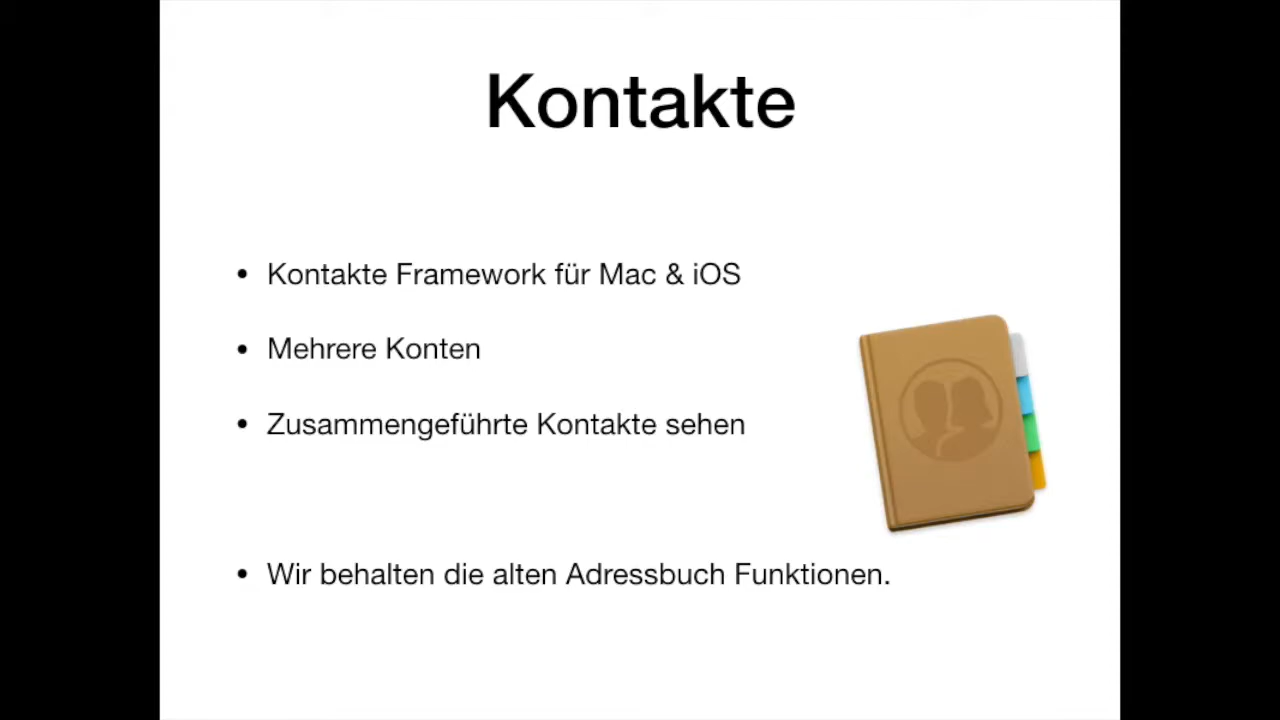 Kontakte
• Kontakte Framework für Mac & iOS
• Mehrere Konten
• Zusammengeführte Kontakte sehen
• Wir behalten die alten Adressbuch Funktionen.